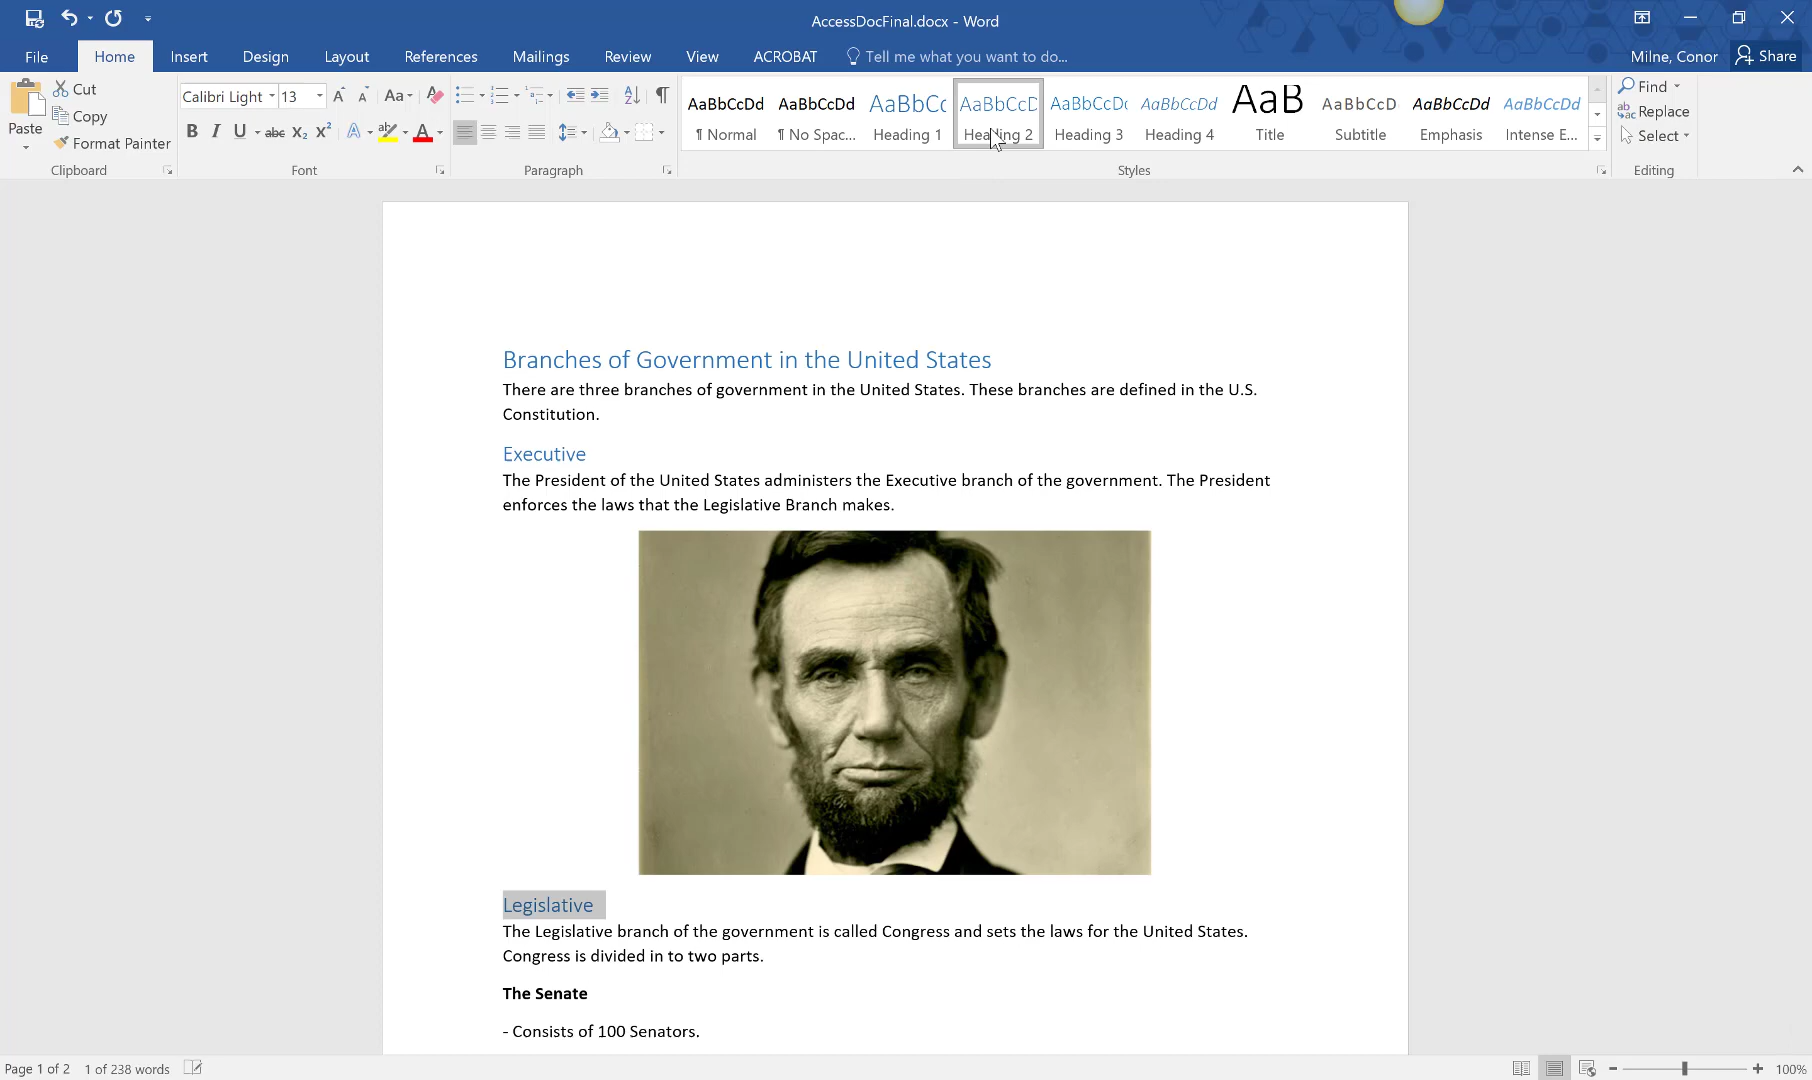 AccessDocFinal.docx - Word
File Home Insert Design Layout References Mailings Review View ACROBAT Tell me what you want to do... Milne, Conor Share
Paste
Cut
Copy
Format Painter
Clipboard
Calibri Light 13 A A Aa
B I U abc X₂ X² A ab A
Font
Paragraph
AaBbCcDd AaBbCcDd AaBbCc AaBbCcD AaBbCcDc AaBbCcDd AaB AaBbCcD AaBbCcDd AaBbCcDd
¶ Normal ¶ No Spac... Heading 1 Heading 2 Heading 3 Heading 4 Title Subtitle Emphasis Intense E...
Styles
Find
Replace
Select
Editing
Branches of Government in the United States
There are three branches of government in the United States. These branches are defined in the U.S.
Constitution.
Executive
The President of the United States administers the Executive branch of the government. The President
enforces the laws that the Legislative Branch makes.
Legislative
The Legislative branch of the government is called Congress and sets the laws for the United States.
Congress is divided in to two parts.
The Senate
- Consists of 100 Senators.
Page 1 of 2 1 of 238 words 100%